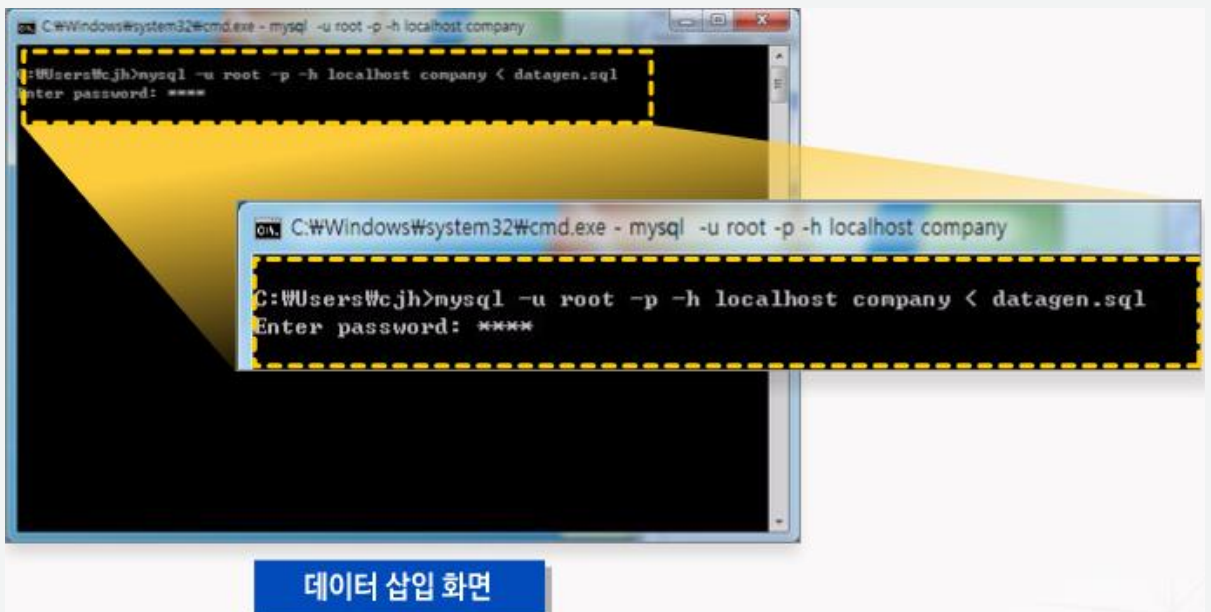 C:₩Windows₩system32₩cmd.exe - mysql -u root -p -h localhost company
C:₩Users₩cjh>mysql -u root -p -h localhost company < datagen.sql
Enter password: ****
C:₩Windows₩system32₩cmd.exe - mysql -u root -p -h localhost company
C:₩Users₩cjh>mysql -u root -p -h localhost company < datagen.sql
Enter password: ****
데이터 삽입 화면